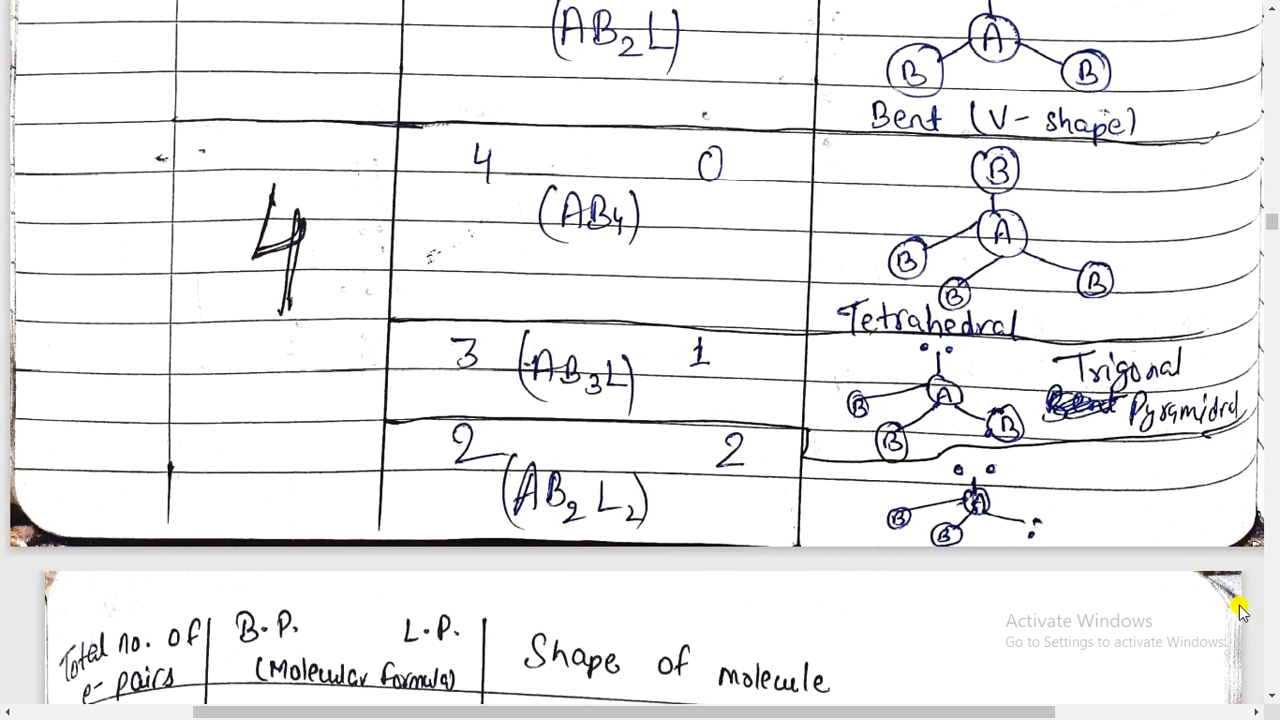 (AB2L)
A
B B
Bent (V-shape)
4
4 0
(AB4)
B
A
B
B
B
Tetrahedral
3 (AB3L) 1
A
B
B
B
Trigonal
Pyramidal
2 2
(AB2L2)
A
B
B
Total no. of
e- pairs
B.P. L.P.
(Molecular formula)
Shape of molecule
Activate Windows
Go to Settings to activate Windows.